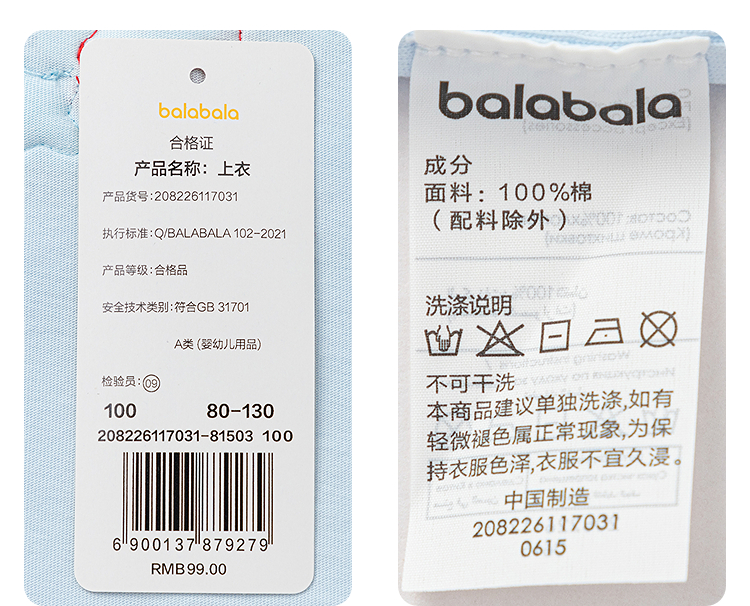 balabala
合格证
产品名称：上衣
产品货号：208226117031
执行标准：Q/BALABALA 102-2021
产品等级：合格品
安全技术类别：符合GB 31701
A类 (婴幼儿用品)
检验员：09
100 80-130
208226117031-81503 100
6 900137 879279
RMB99.00
balabala
成分
面料：100%棉
（配料除外）
洗涤说明
不可干洗
本商品建议单独洗涤,如有
轻微褪色属正常现象,为保
持衣服色泽,衣服不宜久浸。
中国制造
208226117031
0615